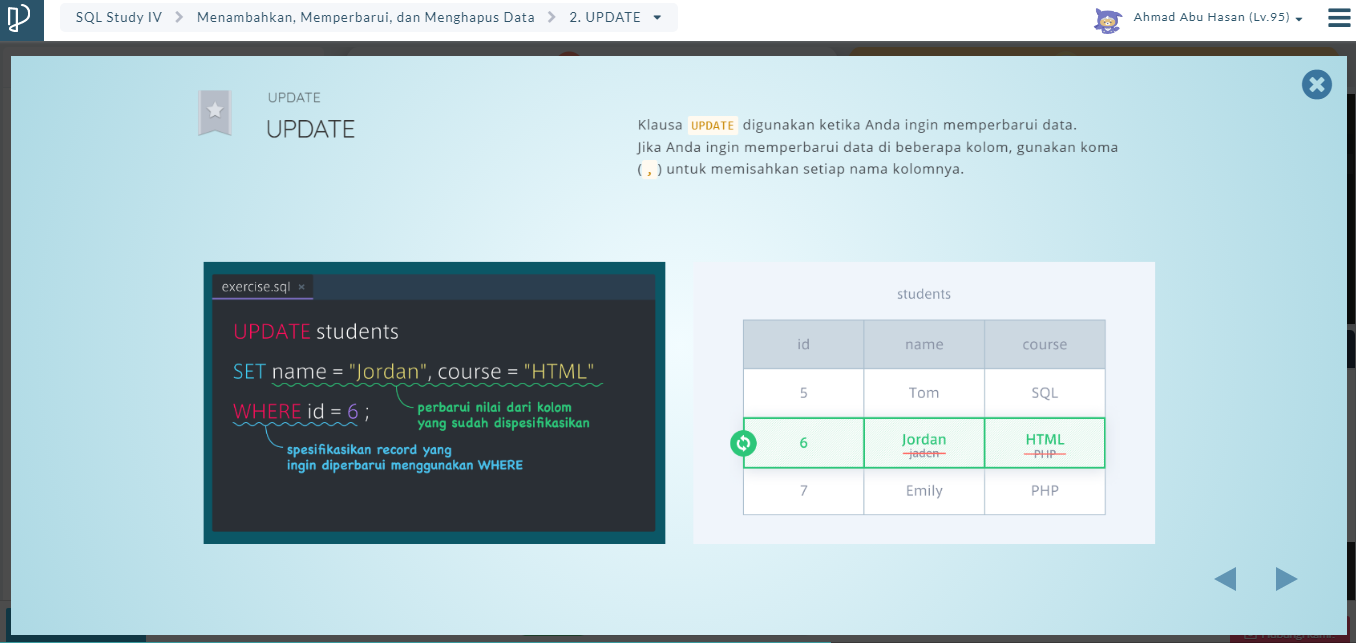 SQL Study IV > Menambahkan, Memperbarui, dan Menghapus Data > 2. UPDATE
Ahmad Abu Hasan (Lv.95)
UPDATE
UPDATE
Klausa UPDATE digunakan ketika Anda ingin memperbarui data.
Jika Anda ingin memperbarui data di beberapa kolom, gunakan koma
( , ) untuk memisahkan setiap nama kolomnya.
exercise.sql ×
UPDATE students
SET name = "Jordan", course = "HTML"
WHERE id = 6 ;
perbarui nilai dari kolom
yang sudah dispesifikasikan
spesifikasikan record yang
ingin diperbarui menggunakan WHERE
students
id name course
5 Tom SQL
6 Jordan HTML
jaden PHP
7 Emily PHP